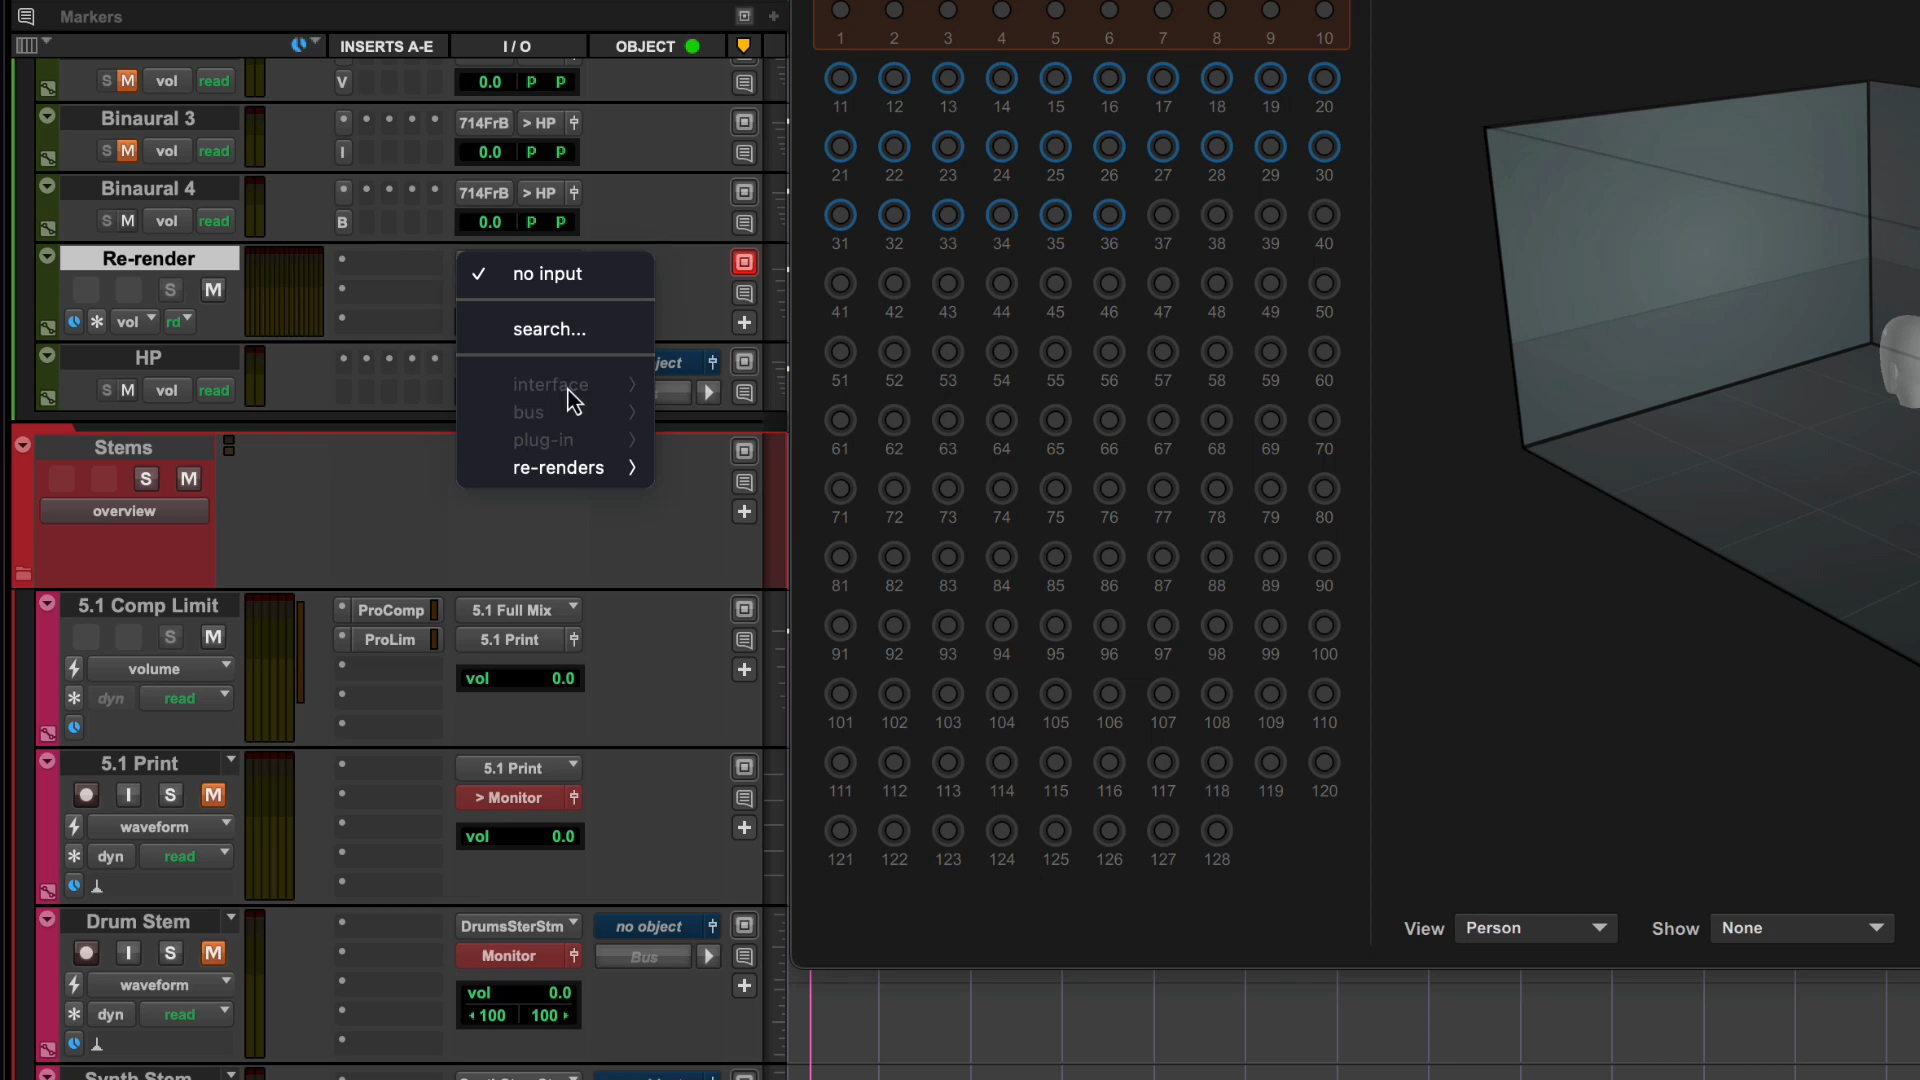 Markers
INSERTS A-E
I / O
OBJECT
S M vol read
V
0.0 P P
Binaural 3
714FrB > HP
S M vol read
I
0.0 P P
Binaural 4
714FrB > HP
S M vol read
B
0.0 P P
Re-render
S M
vol rd
no input
search...
interface
bus
plug-in
re-renders
HP
ject
S M vol read
Stems
S M
overview
5.1 Comp Limit
ProComp
5.1 Full Mix
S M
ProLim
5.1 Print
volume
vol 0.0
dyn read
5.1 Print
5.1 Print
I S M
> Monitor
waveform
vol 0.0
dyn read
Drum Stem
DrumsSterStm
no object
I S M
Monitor
Bus
waveform
vol 0.0
dyn read
100 100
Synth Stem
1 2 3 4 5 6 7 8 9 10
11 12 13 14 15 16 17 18 19 20
21 22 23 24 25 26 27 28 29 30
31 32 33 34 35 36 37 38 39 40
41 42 43 44 45 46 47 48 49 50
51 52 53 54 55 56 57 58 59 60
61 62 63 64 65 66 67 68 69 70
71 72 73 74 75 76 77 78 79 80
81 82 83 84 85 86 87 88 89 90
91 92 93 94 95 96 97 98 99 100
101 102 103 104 105 106 107 108 109 110
111 112 113 114 115 116 117 118 119 120
121 122 123 124 125 126 127 128
View Person Show None